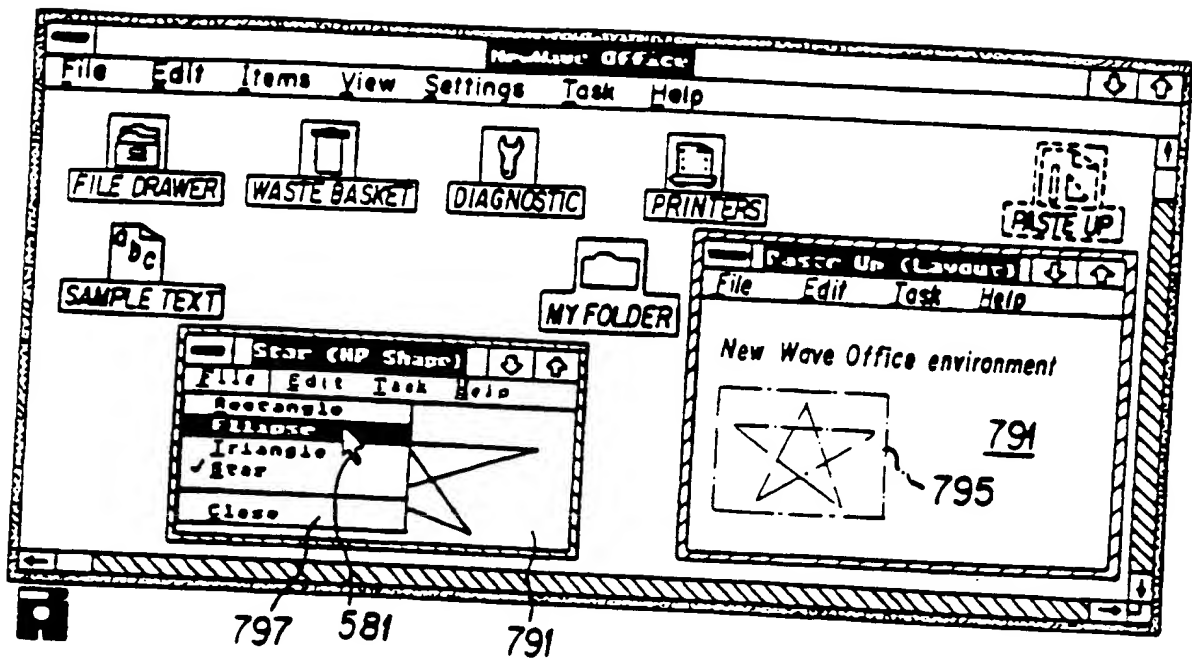 NewWave Office
File Edit Items View Settings Task Help
FILE DRAWER WASTE BASKET DIAGNOSTIC PRINTERS PASTE UP
abc
SAMPLE TEXT MY FOLDER
Paste Up (Layout)
File Edit Task Help
New Wave Office environment
791
795
Star (HP Shape)
File Edit Task Help
Rectangle
Ellipse
Triangle
✓ Star
Close
797 581 791